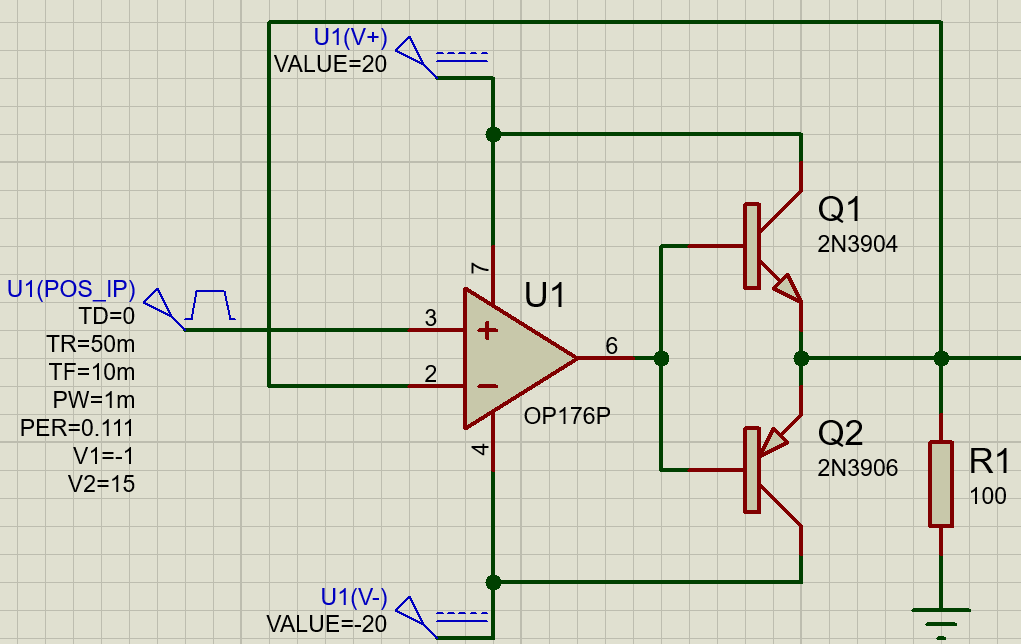 U1(V+)
VALUE=20
Q1
2N3904
7
U1(POS_IP)
TD=0
TR=50m
TF=10m
PW=1m
PER=0.111
V1=-1
V2=15
3
+
2
−
U1
6
OP176P
4
Q2
2N3906
R1
100
U1(V-)
VALUE=-20